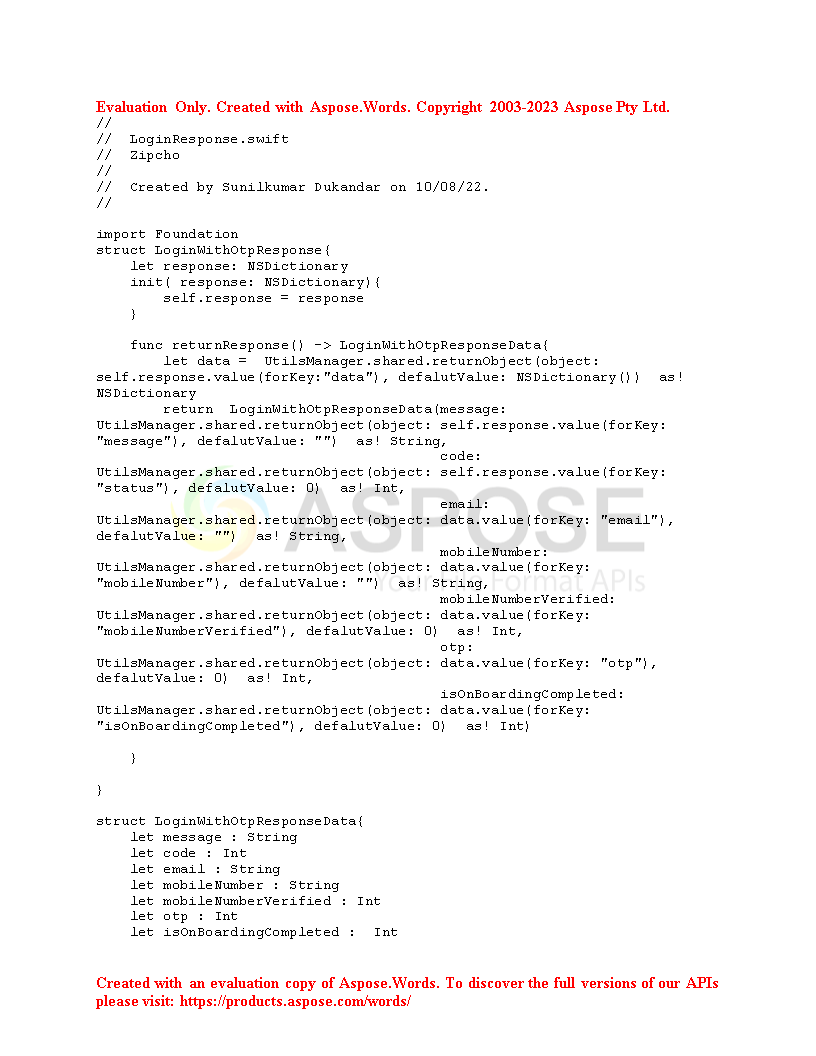 Evaluation Only. Created with Aspose.Words. Copyright 2003-2023 Aspose Pty Ltd.
//
//  LoginResponse.swift
//  Zipcho
//
//  Created by Sunilkumar Dukandar on 10/08/22.
//

import Foundation
struct LoginWithOtpResponse{
    let response: NSDictionary
    init( response: NSDictionary){
        self.response = response
    }

    func returnResponse() -> LoginWithOtpResponseData{
        let data =  UtilsManager.shared.returnObject(object:
self.response.value(forKey:"data"), defalutValue: NSDictionary())  as!
NSDictionary
        return  LoginWithOtpResponseData(message:
UtilsManager.shared.returnObject(object: self.response.value(forKey:
"message"), defalutValue: "")  as! String,
                                         code:
UtilsManager.shared.returnObject(object: self.response.value(forKey:
"status"), defalutValue: 0)  as! Int,
                                         email:
UtilsManager.shared.returnObject(object: data.value(forKey: "email"),
defalutValue: "")  as! String,
                                         mobileNumber:
UtilsManager.shared.returnObject(object: data.value(forKey:
"mobileNumber"), defalutValue: "")  as! String,
                                         mobileNumberVerified:
UtilsManager.shared.returnObject(object: data.value(forKey:
"mobileNumberVerified"), defalutValue: 0)  as! Int,
                                         otp:
UtilsManager.shared.returnObject(object: data.value(forKey: "otp"),
defalutValue: 0)  as! Int,
                                         isOnBoardingCompleted:
UtilsManager.shared.returnObject(object: data.value(forKey:
"isOnBoardingCompleted"), defalutValue: 0)  as! Int)

    }

}

struct LoginWithOtpResponseData{
    let message : String
    let code : Int
    let email : String
    let mobileNumber : String
    let mobileNumberVerified : Int
    let otp : Int
    let isOnBoardingCompleted :  Int
ASPOSE
Format APIs
Created with an evaluation copy of Aspose.Words. To discover the full versions of our APIs
please visit: https://products.aspose.com/words/